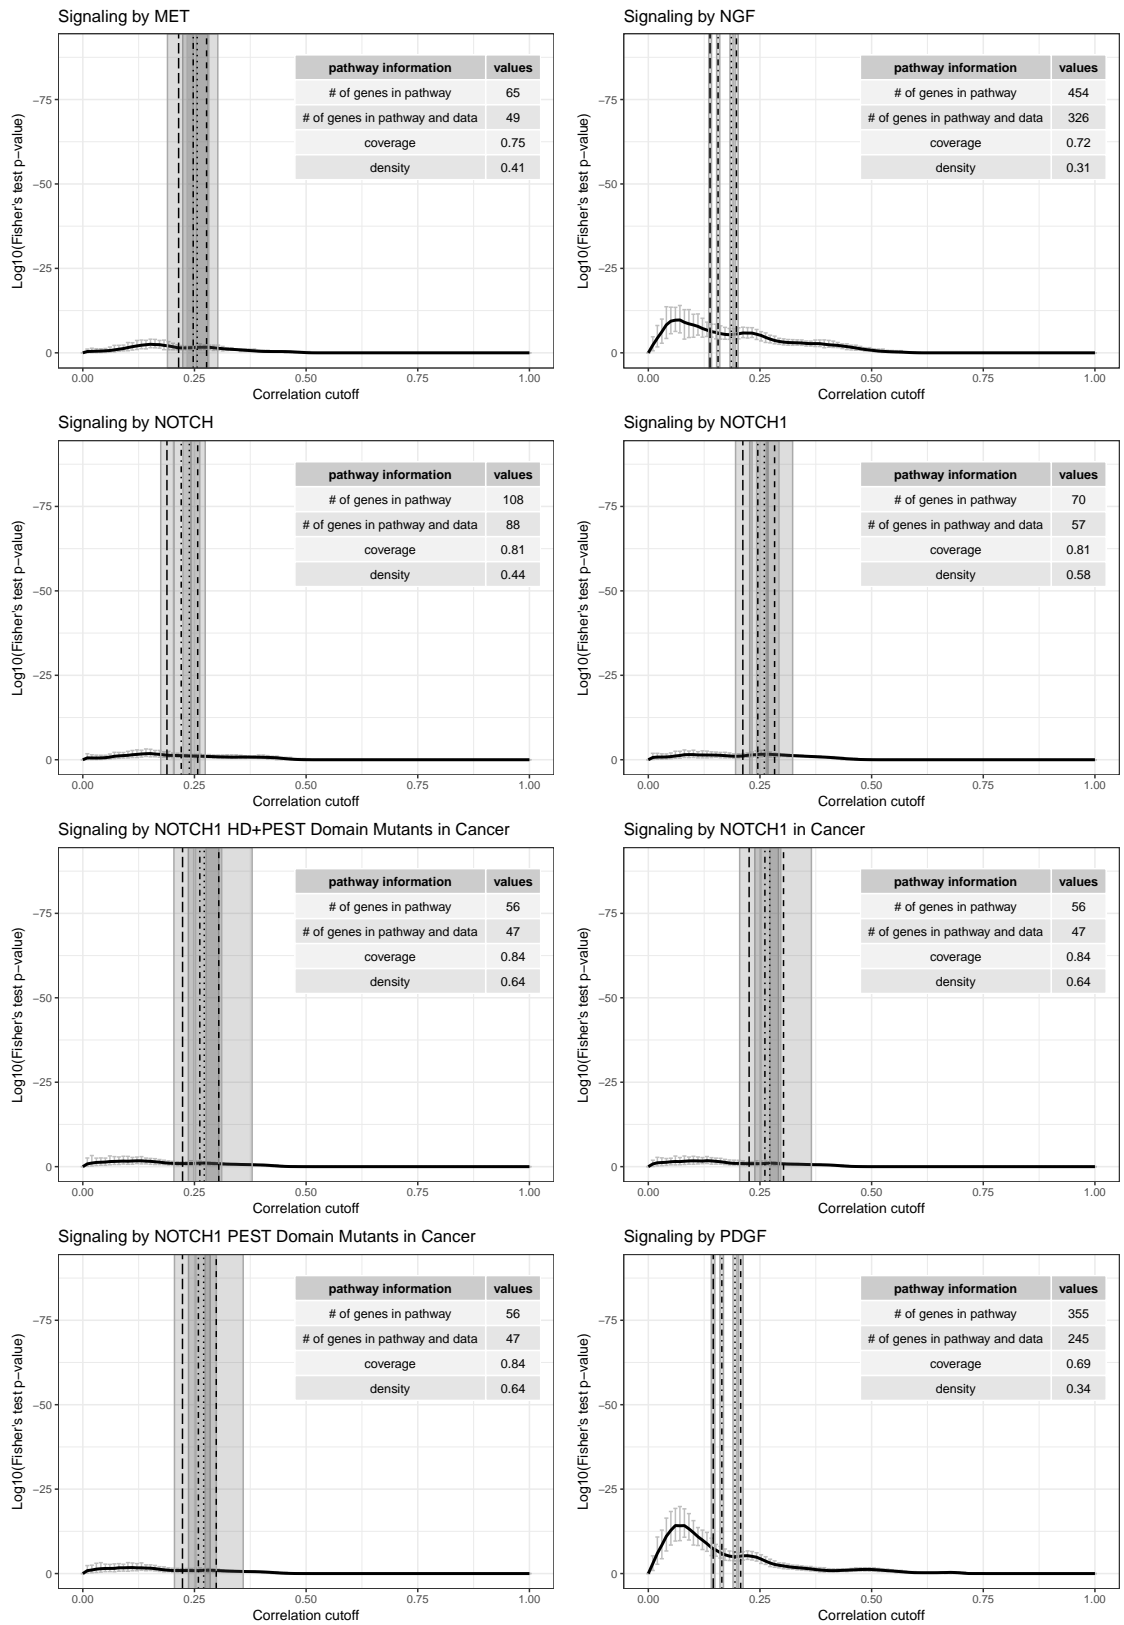 Signaling by MET
Log10(Fisher's test p−value)
−75
−50
−25
0
pathway information values
# of genes in pathway 65
# of genes in pathway and data 49
coverage 0.75
density 0.41
0.00 0.25 0.50 0.75 1.00
Correlation cutoff
Signaling by NGF
Log10(Fisher's test p−value)
−75
−50
−25
0
pathway information values
# of genes in pathway 454
# of genes in pathway and data 326
coverage 0.72
density 0.31
0.00 0.25 0.50 0.75 1.00
Correlation cutoff
Signaling by NOTCH
Log10(Fisher's test p−value)
−75
−50
−25
0
pathway information values
# of genes in pathway 108
# of genes in pathway and data 88
coverage 0.81
density 0.44
0.00 0.25 0.50 0.75 1.00
Correlation cutoff
Signaling by NOTCH1
Log10(Fisher's test p−value)
−75
−50
−25
0
pathway information values
# of genes in pathway 70
# of genes in pathway and data 57
coverage 0.81
density 0.58
0.00 0.25 0.50 0.75 1.00
Correlation cutoff
Signaling by NOTCH1 HD+PEST Domain Mutants in Cancer
Log10(Fisher's test p−value)
−75
−50
−25
0
pathway information values
# of genes in pathway 56
# of genes in pathway and data 47
coverage 0.84
density 0.64
0.00 0.25 0.50 0.75 1.00
Correlation cutoff
Signaling by NOTCH1 in Cancer
Log10(Fisher's test p−value)
−75
−50
−25
0
pathway information values
# of genes in pathway 56
# of genes in pathway and data 47
coverage 0.84
density 0.64
0.00 0.25 0.50 0.75 1.00
Correlation cutoff
Signaling by NOTCH1 PEST Domain Mutants in Cancer
Log10(Fisher's test p−value)
−75
−50
−25
0
pathway information values
# of genes in pathway 56
# of genes in pathway and data 47
coverage 0.84
density 0.64
0.00 0.25 0.50 0.75 1.00
Correlation cutoff
Signaling by PDGF
Log10(Fisher's test p−value)
−75
−50
−25
0
pathway information values
# of genes in pathway 355
# of genes in pathway and data 245
coverage 0.69
density 0.34
0.00 0.25 0.50 0.75 1.00
Correlation cutoff